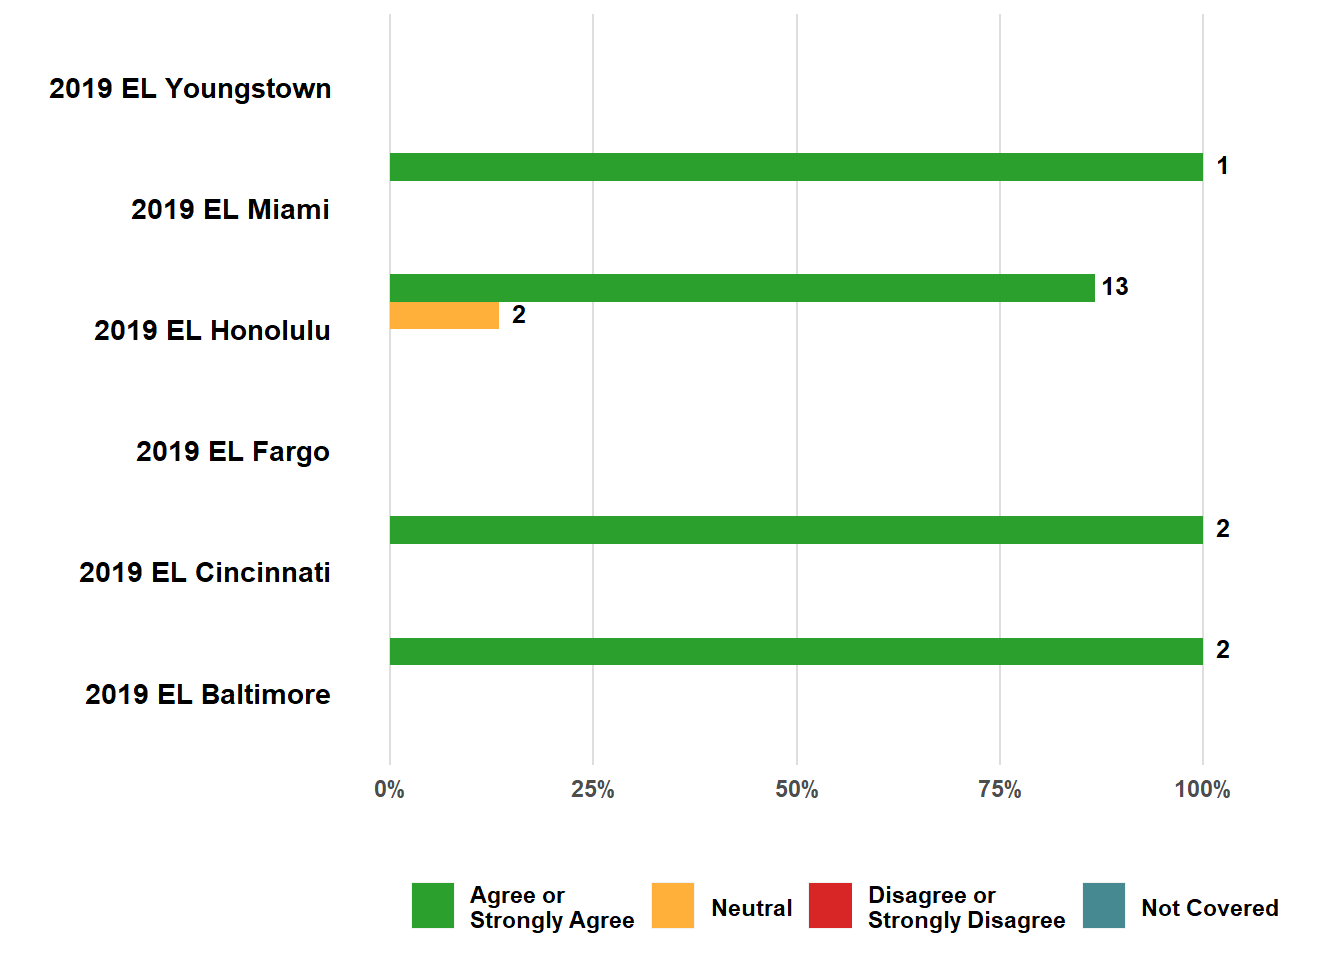 2019 EL Youngstown
1
2019 EL Miami
13
2
2019 EL Honolulu
2019 EL Fargo
2
2019 EL Cincinnati
2
2019 EL Baltimore
0% 25% 50% 75% 100%
Agree or
Strongly Agree
Neutral
Disagree or
Strongly Disagree
Not Covered